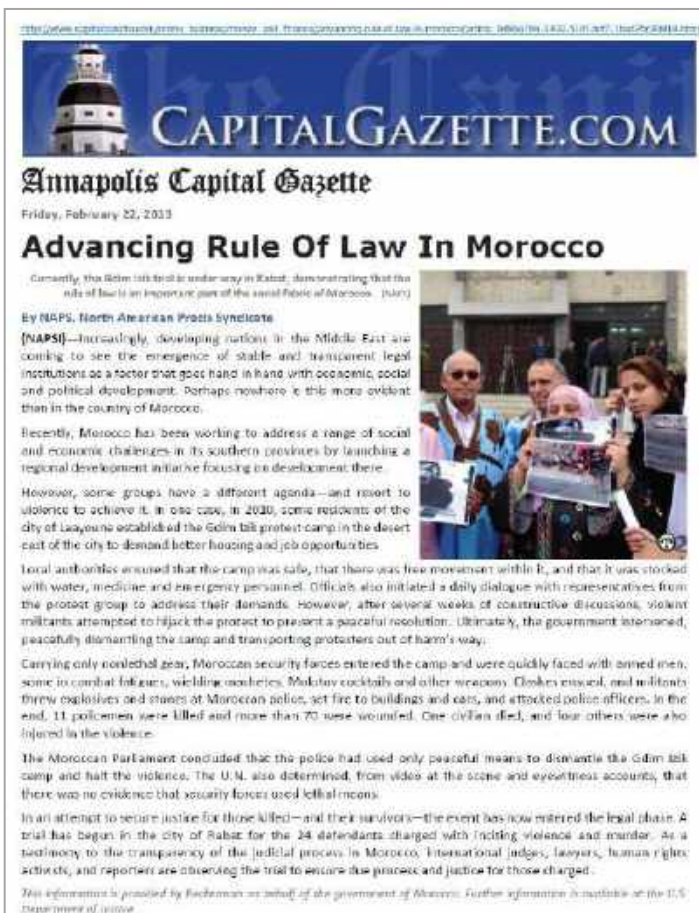 CAPITALGAZETTE.COM
Annapolis Capital Gazette
Friday, February 22, 2013
Advancing Rule Of Law In Morocco
Currently, the Gdim Izik trial is under way in Rabat, demonstrating that the
rule of law is an important part of the social fabric of Morocco. (NAPS)
By NAPS, North American Precis Syndicate
(NAPSI)—Increasingly, developing nations in the Middle East are
coming to see the emergence of stable and transparent legal
institutions as a factor that goes hand in hand with economic, social
and political development. Perhaps nowhere is this more evident
than in the country of Morocco.
Recently, Morocco has been working to address a range of social
and economic challenges in its southern provinces by launching a
regional development initiative focusing on development there.
However, some groups have a different agenda—and resort to
violence to achieve it. In one case, in 2010, some residents of the
city of Laayoune established the Gdim Izik protest camp in the desert
east of the city to demand better housing and job opportunities.
Local authorities ensured that the camp was safe, that there was free movement within it, and that it was stocked
with water, medicine and emergency personnel. Officials also initiated a daily dialogue with representatives from
the protest group to address their demands. However, after several weeks of constructive discussions, violent
militants attempted to hijack the protest to present a peaceful resolution. Ultimately, the government intervened,
peacefully dismantling the camp and transporting protesters out of harm's way.
Carrying only nonlethal gear, Moroccan security forces entered the camp and were quickly faced with armed men,
some in combat fatigues, wielding machetes, Molotov cocktails and other weapons. Clashes ensued, and militants
threw explosives and stones at Moroccan police, set fire to buildings and cars, and attacked police officers. In the
end, 11 policemen were killed and more than 70 were wounded. One civilian died, and four others were also
injured in the violence.
The Moroccan Parliament concluded that the police had used only peaceful means to dismantle the Gdim Izik
camp and halt the violence. The U.N. also determined, from video at the scene and eyewitness accounts, that
there was no evidence that security forces used lethal means.
In an attempt to secure justice for those killed—and their survivors—the event has now entered the legal phase. A
trial has begun in the city of Rabat for the 24 defendants charged with inciting violence and murder. As a
testimony to the transparency of the judicial process in Morocco, international judges, lawyers, human rights
activists, and reporters are observing the trial to ensure due process and justice for those charged.
This information is provided by Beckerman on behalf of the government of Morocco. Further information is available at the U.S.
Department of Justice